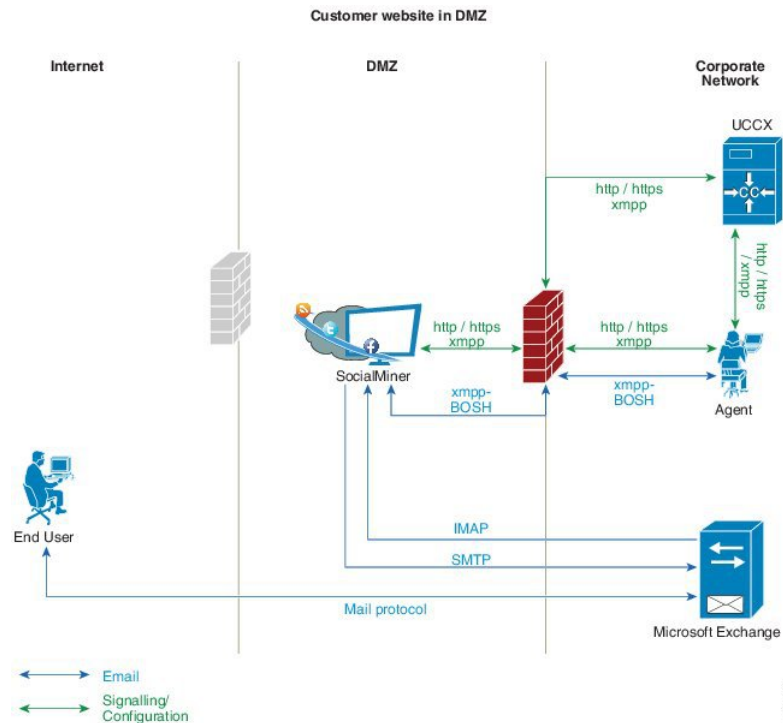 Customer website in DMZ
Internet
DMZ
Corporate
Network
UCCX
CC
http / https
xmpp
http / https
/ xmpp
http / https
xmpp
http / https
xmpp
SocialMiner
xmpp-
BOSH
xmpp-
BOSH
Agent
End User
IMAP
SMTP
Mail protocol
Microsoft Exchange
Email
Signalling/
Configuration